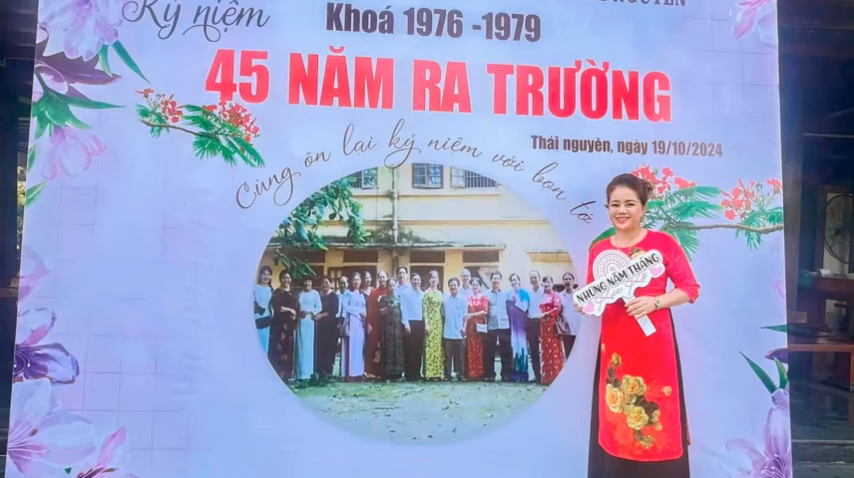 Kỷ niệm
Khoá 1976 -1979
45 NĂM RA TRƯỜNG
Thái nguyên, ngày 19/10/2024
Cùng ôn lại kỷ niệm với bọn tớ
NHỮNG NĂM THÁNG